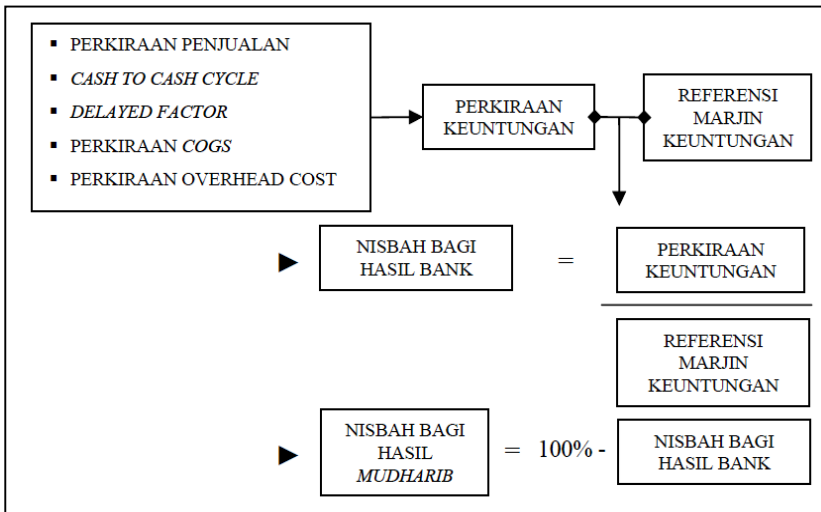 ▪ PERKIRAAN PENJUALAN
▪ CASH TO CASH CYCLE
▪ DELAYED FACTOR
▪ PERKIRAAN COGS
▪ PERKIRAAN OVERHEAD COST
PERKIRAAN
KEUNTUNGAN
REFERENSI
MARJIN
KEUNTUNGAN
NISBAH BAGI
HASIL BANK
=
PERKIRAAN
KEUNTUNGAN
REFERENSI
MARJIN
KEUNTUNGAN
NISBAH BAGI
HASIL
MUDHARIB
= 100% -
NISBAH BAGI
HASIL BANK